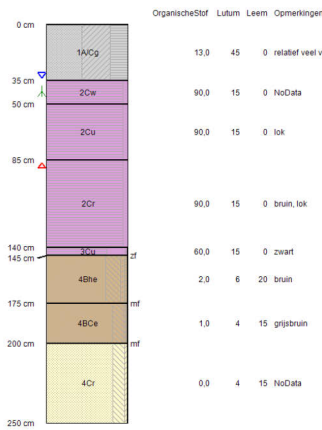 OrganischeStof Lutum Leem Opmerkingen
0 cm
1A/Cg 13,0 45 0 relatief veel v
35 cm
2Cw 90,0 15 0 NoData
50 cm
2Cu 90,0 15 0 lok
85 cm
2Cr 90,0 15 0 bruin, lok
140 cm
3Cu 60,0 15 0 zwart
145 cm zf
4Bhe 2,0 6 20 bruin
175 cm mf
4BCe 1,0 4 15 grijsbruin
200 cm mf
4Cr 0,0 4 15 NoData
250 cm